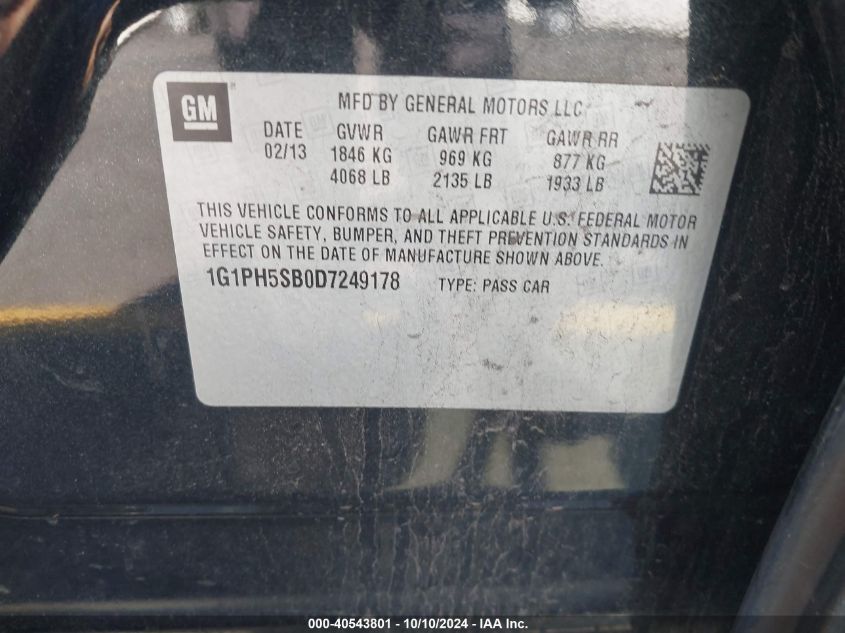 GM
MFD BY GENERAL MOTORS LLC
DATE GVWR GAWR FRT GAWR RR
02/13 1846 KG 969 KG 877 KG
4068 LB 2135 LB 1933 LB
THIS VEHICLE CONFORMS TO ALL APPLICABLE U.S. FEDERAL MOTOR
VEHICLE SAFETY, BUMPER, AND THEFT PREVENTION STANDARDS IN
EFFECT ON THE DATE OF MANUFACTURE SHOWN ABOVE.
1G1PH5SB0D7249178 TYPE: PASS CAR
000-40543801 - 10/10/2024 - IAA Inc.